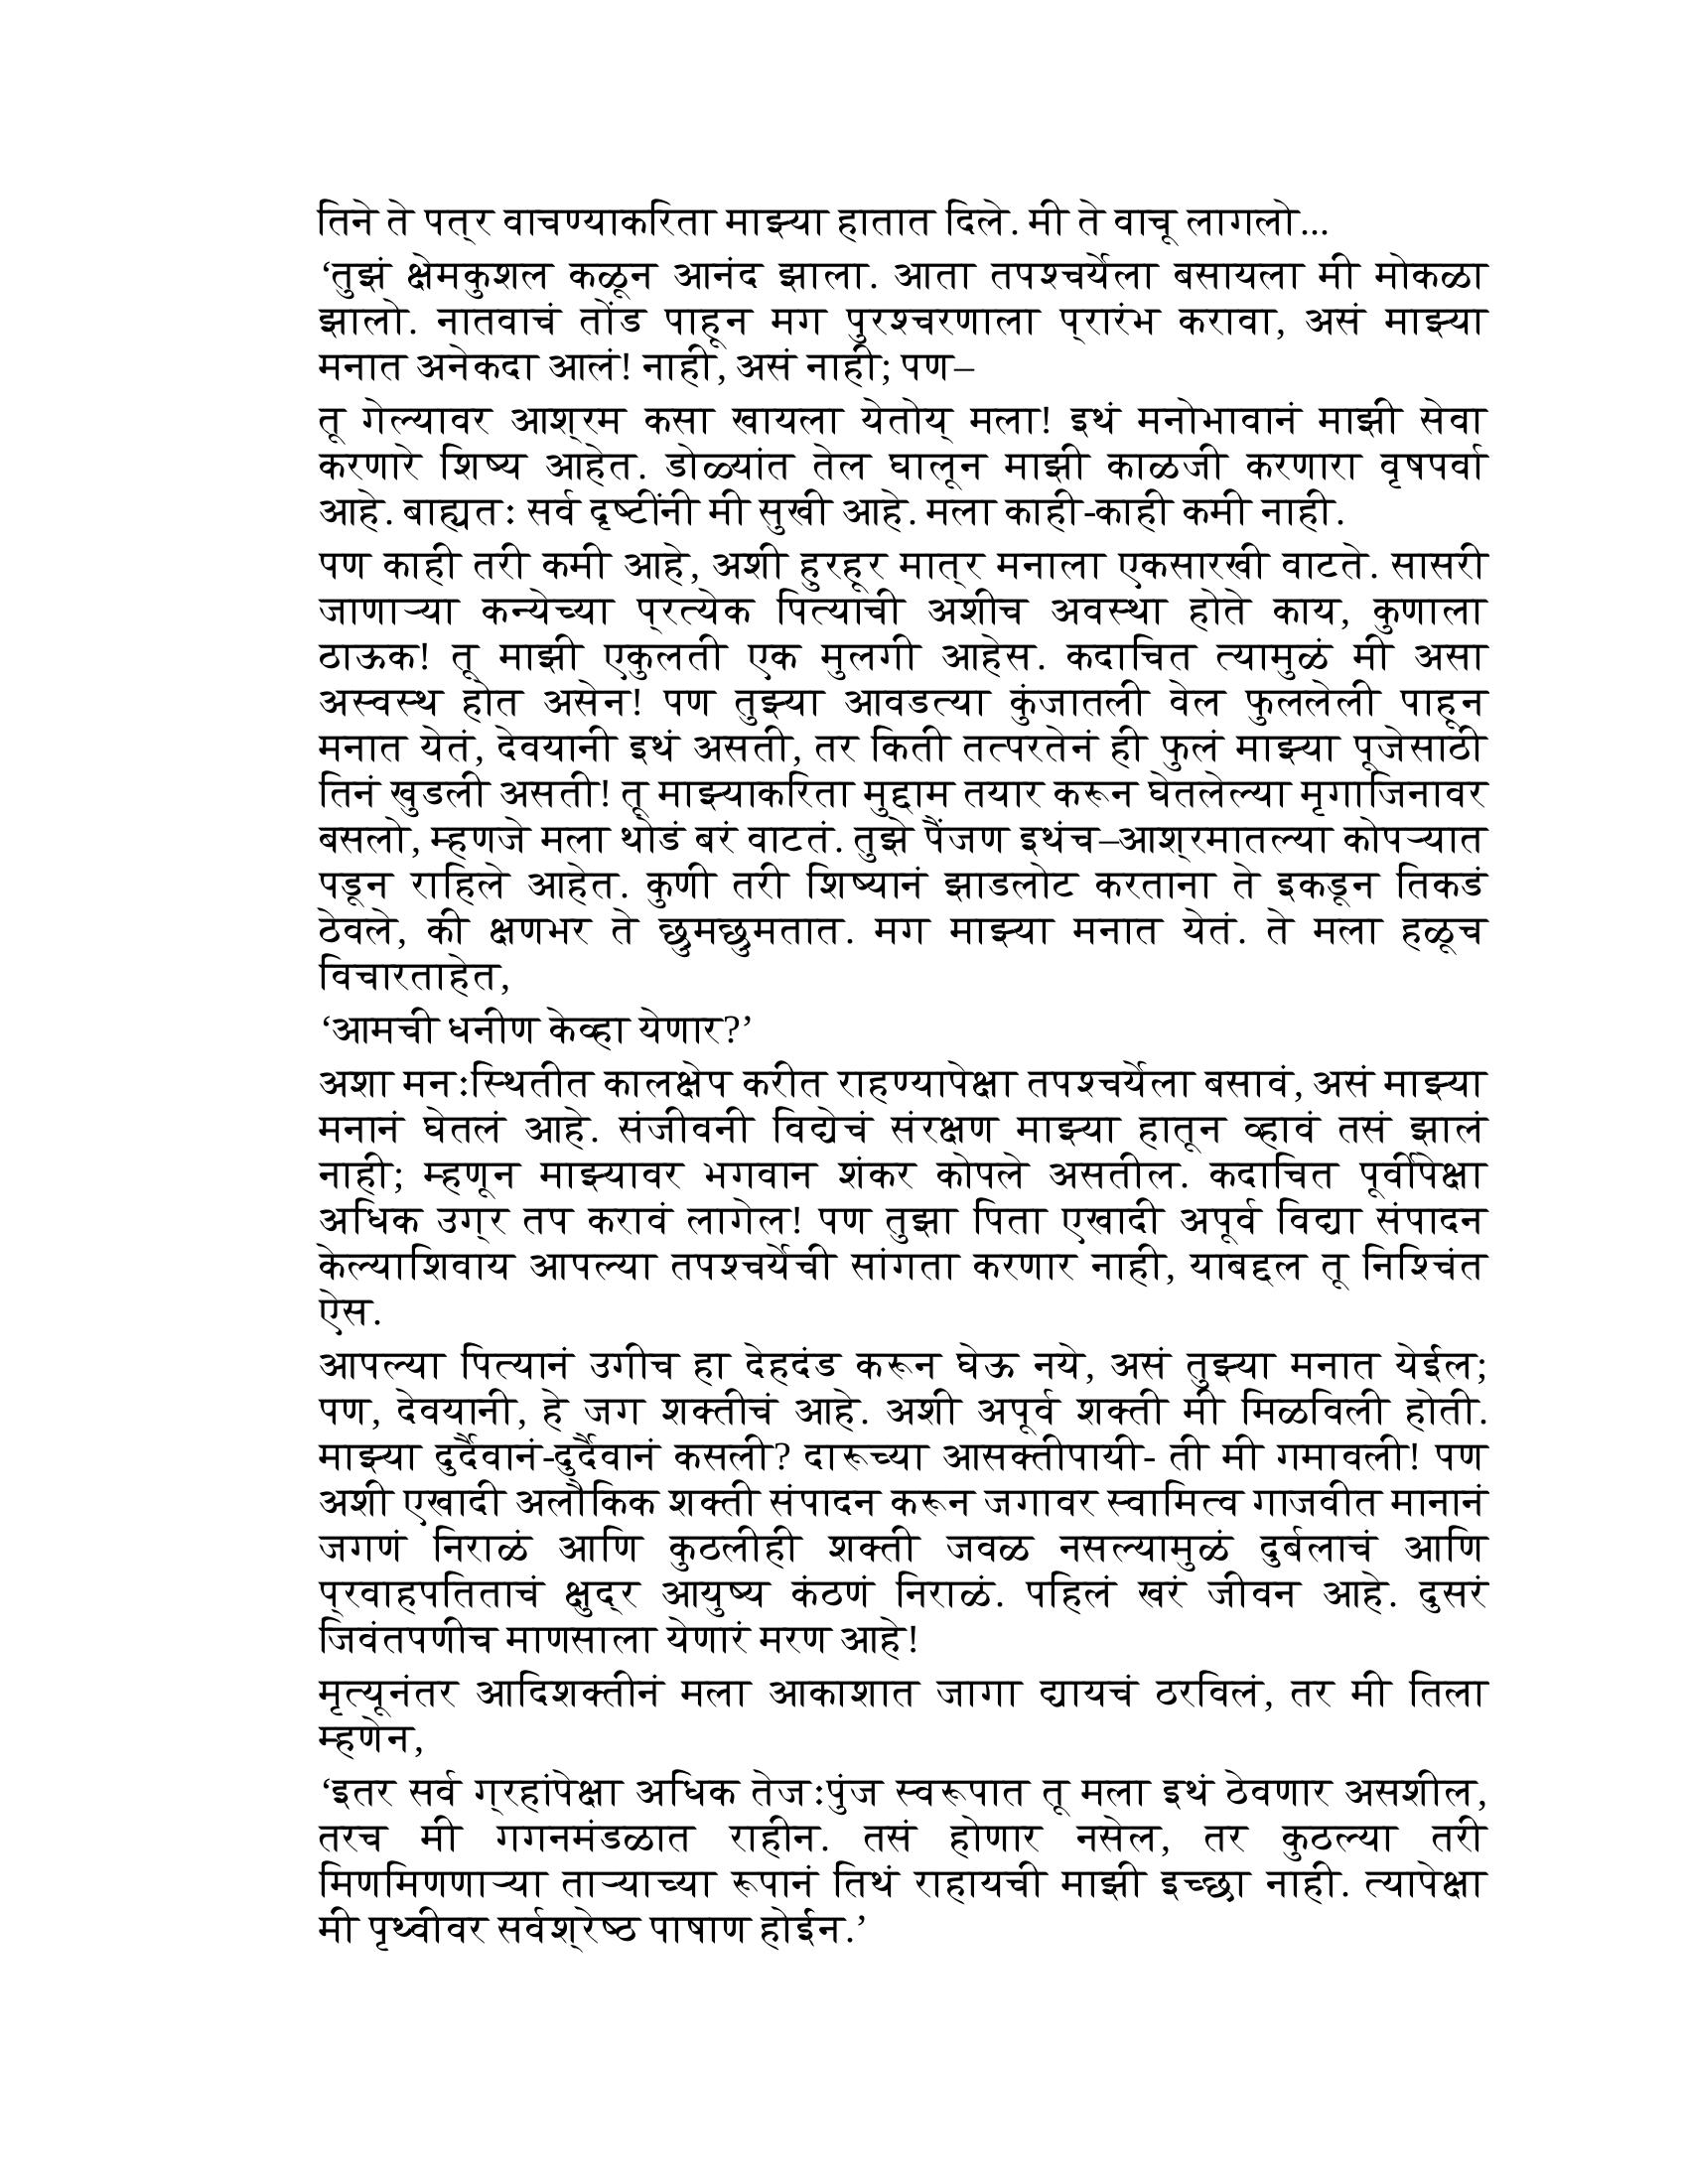 तिने ते पत्र वाचण्याकरिता माझ्या हातात दिले. मी ते वाचू लागलो...
‘तुझं क्षेमकुशल कळून आनंद झाला. आता तपश्चर्येला बसायला मी मोकळा
झालो. नातवाचं तोंड पाहून मग पुरश्चरणाला प्रारंभ करावा, असं माझ्या
मनात अनेकदा आलं! नाही, असं नाही; पण–
तू गेल्यावर आश्रम कसा खायला येतोय् मला! इथं मनोभावानं माझी सेवा
करणारे शिष्य आहेत. डोळ्यांत तेल घालून माझी काळजी करणारा वृषपर्वा
आहे. बाह्यतः सर्व दृष्टींनी मी सुखी आहे. मला काही-काही कमी नाही.
पण काही तरी कमी आहे, अशी हुरहूर मात्र मनाला एकसारखी वाटते. सासरी
जाणाऱ्या कन्येच्या प्रत्येक पित्याची अशीच अवस्था होते काय, कुणाला
ठाऊक! तू माझी एकुलती एक मुलगी आहेस. कदाचित त्यामुळं मी असा
अस्वस्थ होत असेन! पण तुझ्या आवडत्या कुंजातली वेल फुललेली पाहून
मनात येतं, देवयानी इथं असती, तर किती तत्परतेनं ही फुलं माझ्या पूजेसाठी
तिनं खुडली असती! तू माझ्याकरिता मुद्दाम तयार करून घेतलेल्या मृगाजिनावर
बसलो, म्हणजे मला थोडं बरं वाटतं. तुझे पैंजण इथंच–आश्रमातल्या कोपऱ्यात
पडून राहिले आहेत. कुणी तरी शिष्यानं झाडलोट करताना ते इकडून तिकडं
ठेवले, की क्षणभर ते छुमछुमतात. मग माझ्या मनात येतं. ते मला हळूच
विचारताहेत,
‘आमची धनीण केव्हा येणार?’
अशा मनःस्थितीत कालक्षेप करीत राहण्यापेक्षा तपश्चर्येला बसावं, असं माझ्या
मनानं घेतलं आहे. संजीवनी विद्येचं संरक्षण माझ्या हातून व्हावं तसं झालं
नाही; म्हणून माझ्यावर भगवान शंकर कोपले असतील. कदाचित पूर्वीपेक्षा
अधिक उग्र तप करावं लागेल! पण तुझा पिता एखादी अपूर्व विद्या संपादन
केल्याशिवाय आपल्या तपश्चर्येची सांगता करणार नाही, याबद्दल तू निश्चिंत
ऐस.
आपल्या पित्यानं उगीच हा देहदंड करून घेऊ नये, असं तुझ्या मनात येईल;
पण, देवयानी, हे जग शक्तीचं आहे. अशी अपूर्व शक्ती मी मिळविली होती.
माझ्या दुर्दैवानं-दुर्दैवानं कसली? दारूच्या आसक्तीपायी- ती मी गमावली! पण
अशी एखादी अलौकिक शक्ती संपादन करून जगावर स्वामित्व गाजवीत मानानं
जगणं निराळं आणि कुठलीही शक्ती जवळ नसल्यामुळं दुर्बलाचं आणि
प्रवाहपतिताचं क्षुद्र आयुष्य कंठणं निराळं. पहिलं खरं जीवन आहे. दुसरं
जिवंतपणीच माणसाला येणारं मरण आहे!
मृत्यूनंतर आदिशक्तीनं मला आकाशात जागा द्यायचं ठरविलं, तर मी तिला
म्हणेन,
‘इतर सर्व ग्रहांपेक्षा अधिक तेजःपुंज स्वरूपात तू मला इथं ठेवणार असशील,
तरच मी गगनमंडळात राहीन. तसं होणार नसेल, तर कुठल्या तरी
मिणमिणणाऱ्या ताऱ्याच्या रूपानं तिथं राहायची माझी इच्छा नाही. त्यापेक्षा
मी पृथ्वीवर सर्वश्रेष्ठ पाषाण होईन.’